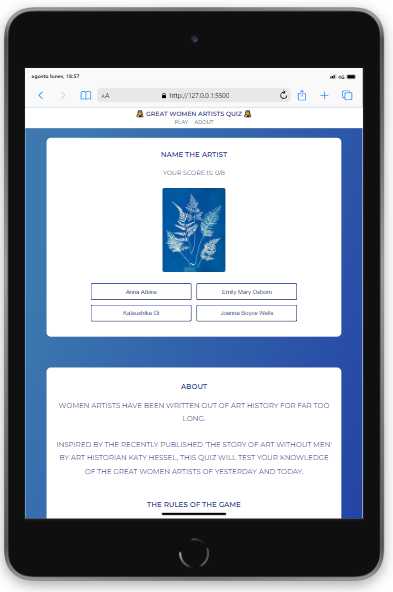 agosto lunes, 18:57
4G
AA
http://127.0.0.1:5500
GREAT WOMEN ARTISTS QUIZ
PLAY ABOUT
NAME THE ARTIST
YOUR SCORE IS: 0/8
Anna Atkins Emily Mary Osborn
Katsushika Oi Joanna Boyce Wells
ABOUT
WOMEN ARTISTS HAVE BEEN WRITTEN OUT OF ART HISTORY FOR FAR TOO
LONG.
INSPIRED BY THE RECENTLY PUBLISHED 'THE STORY OF ART WITHOUT MEN'
BY ART HISTORIAN KATY HESSEL, THIS QUIZ WILL TEST YOUR KNOWLEDGE
OF THE GREAT WOMEN ARTISTS OF YESTERDAY AND TODAY.
THE RULES OF THE GAME